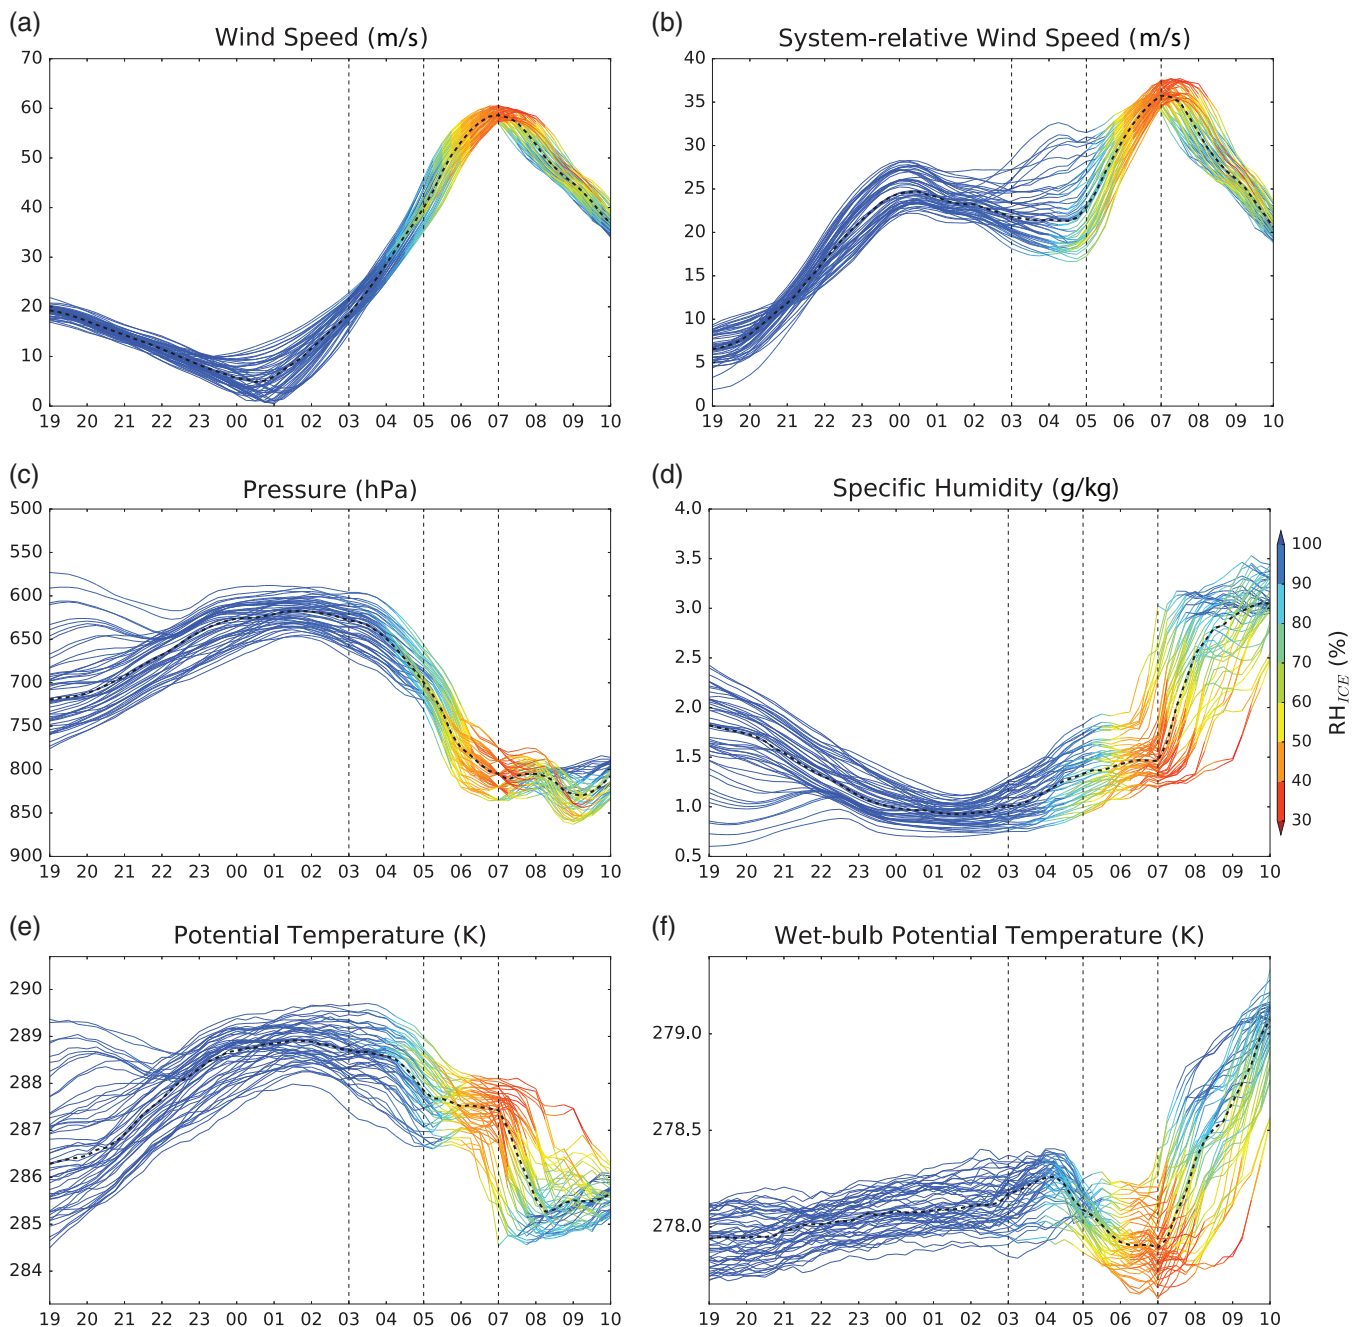 (a)
Wind Speed (m/s)
70
60
50
40
30
20
10
0
19 20 21 22 23 00 01 02 03 04 05 06 07 08 09 10
(b)
System-relative Wind Speed (m/s)
40
35
30
25
20
15
10
5
0
19 20 21 22 23 00 01 02 03 04 05 06 07 08 09 10
(c)
Pressure (hPa)
500
550
600
650
700
750
800
850
900
19 20 21 22 23 00 01 02 03 04 05 06 07 08 09 10
(d)
Specific Humidity (g/kg)
4.0
3.5
3.0
2.5
2.0
1.5
1.0
0.5
19 20 21 22 23 00 01 02 03 04 05 06 07 08 09 10
100
90
80
70
60
50
40
30
RH_ICE (%)
(e)
Potential Temperature (K)
290
289
288
287
286
285
284
19 20 21 22 23 00 01 02 03 04 05 06 07 08 09 10
(f)
Wet-bulb Potential Temperature (K)
279.0
278.5
278.0
19 20 21 22 23 00 01 02 03 04 05 06 07 08 09 10